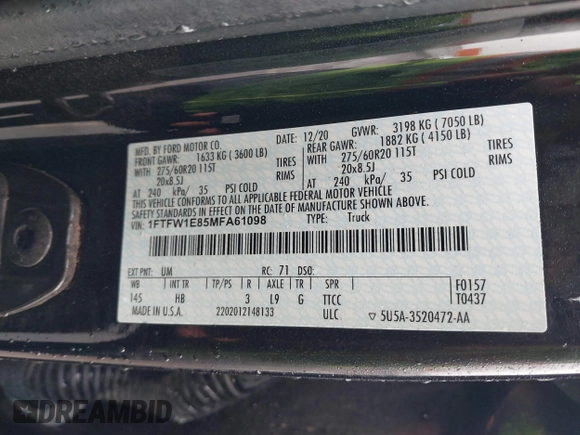 MFD. BY FORD MOTOR CO.
DATE: 12/20 GVWR: 3198 KG ( 7050 LB)
FRONT GAWR: 1633 KG ( 3600 LB) REAR GAWR: 1882 KG ( 4150 LB)
WITH 275/60R20 115T TIRES WITH 275/60R20 115T TIRES
20x8.5J RIMS 20x8.5J RIMS
AT 240 kPa/ 35 PSI COLD AT 240 kPa/ 35 PSI COLD
THIS VEHICLE CONFORMS TO ALL APPLICABLE FEDERAL MOTOR VEHICLE
SAFETY STANDARDS IN EFFECT ON THE DATE OF MANUFACTURE SHOWN ABOVE.
VIN: 1FTFW1E85MFA61098 TYPE: Truck
EXT PNT: UM RC: 71 DSO:
WB INT TR TP/PS R AXLE TR SPR F0157
145 HB 3 L9 G TTCC T0437
MADE IN U.S.A. 2202012148133 ULC 5U5A-3520472-AA
DREAMBID